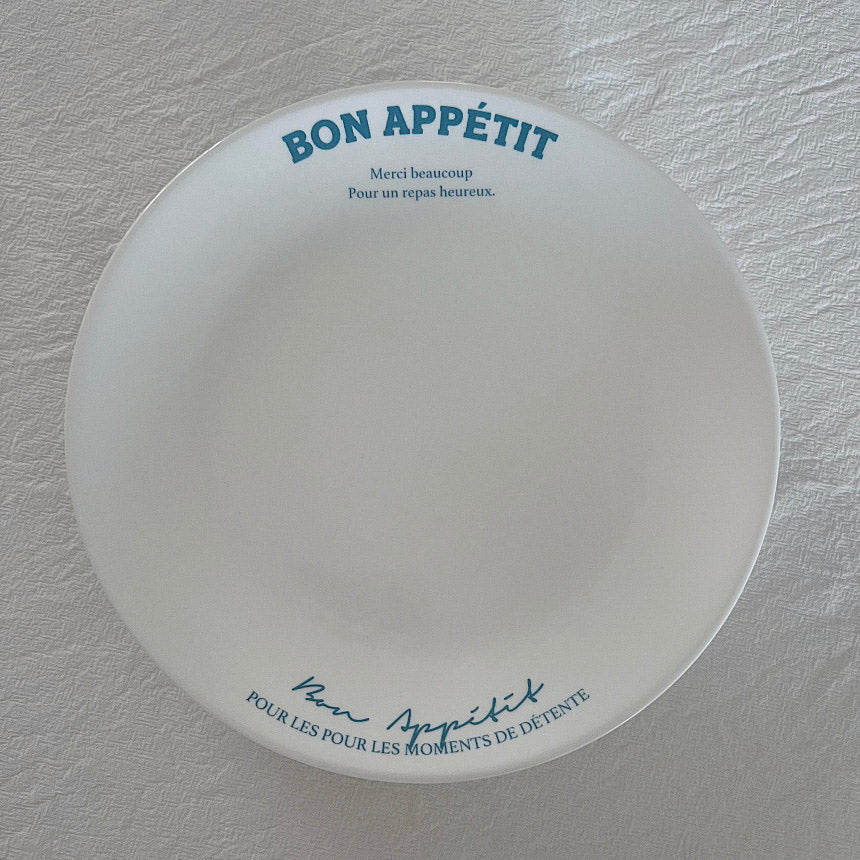 BON APPÉTIT
Merci beaucoup
Pour un repas heureux.
Bon Appétit
POUR LES POUR LES MOMENTS DE DÉTENTE